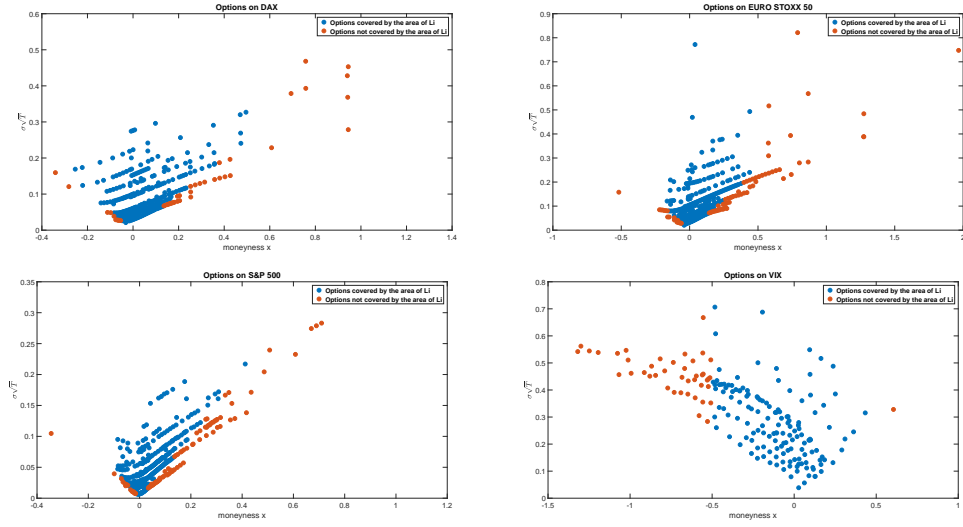 Options on DAX
0.6
0.5
0.4
0.3
0.2
0.1
0
σ√T
-0.4 -0.2 0 0.2 0.4 0.6 0.8 1 1.2 1.4
moneyness x
Options covered by the area of Li
Options not covered by the area of Li
Options on EURO STOXX 50
0.9
0.8
0.7
0.6
0.5
0.4
0.3
0.2
0.1
0
σ√T
-1 -0.5 0 0.5 1 1.5 2
moneyness x
Options covered by the area of Li
Options not covered by the area of Li
Options on S&P 500
0.35
0.3
0.25
0.2
0.15
0.1
0.05
0
σ√T
-0.4 -0.2 0 0.2 0.4 0.6 0.8 1 1.2
moneyness x
Options covered by the area of Li
Options not covered by the area of Li
Options on VIX
0.8
0.7
0.6
0.5
0.4
0.3
0.2
0.1
0
σ√T
-1.5 -1 -0.5 0 0.5 1
moneyness x
Options covered by the area of Li
Options not covered by the area of Li